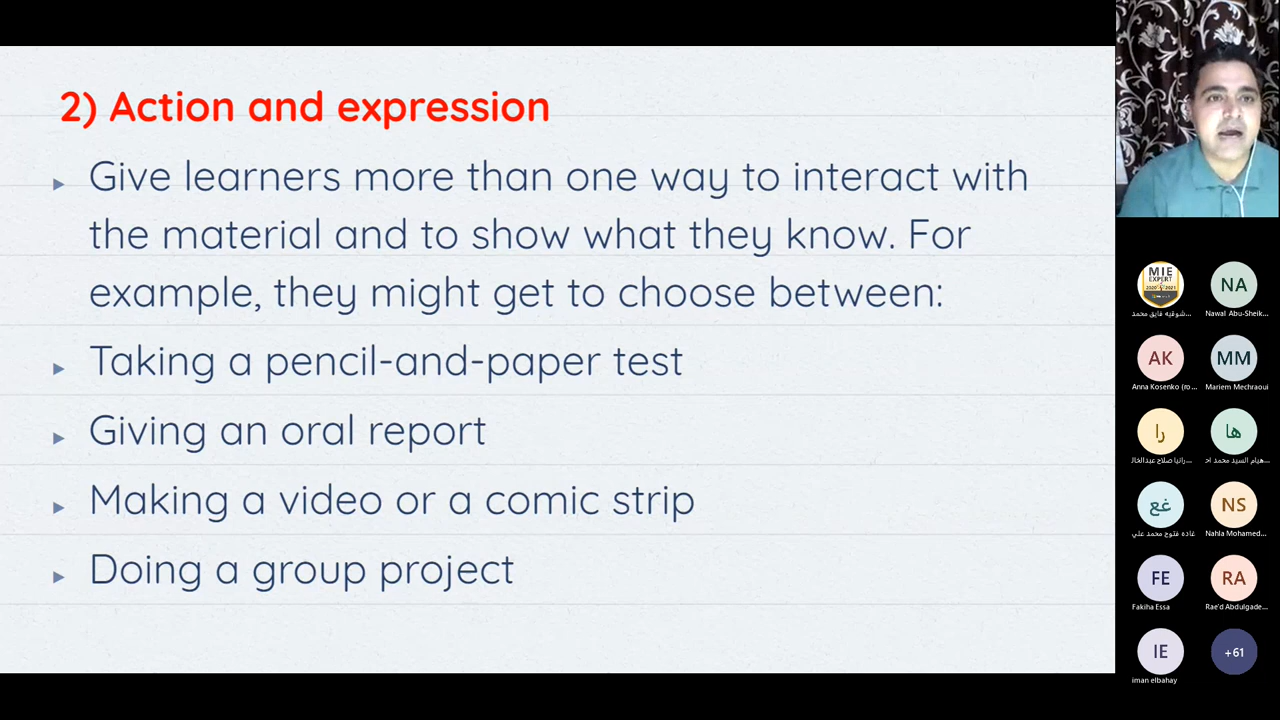 2) Action and expression
▸ Give learners more than one way to interact with
the material and to show what they know. For
example, they might get to choose between:
▸ Taking a pencil-and-paper test
▸ Giving an oral report
▸ Making a video or a comic strip
▸ Doing a group project
MIE
EXPERT
شوقيه فايق محمد...
NA
Nawal Abu-Sheik...
AK
Anna Kosenko (ro...
MM
Mariem Mechraoui
را
رانيا صلاح عبدالخال...
ها
هيام السيد محمد اح...
غع
غاده فتوح محمد علي
NS
Nahla Mohamed...
FE
Fakiha Essa
RA
Rae'd Abdulgade...
IE
iman elbahay
+61